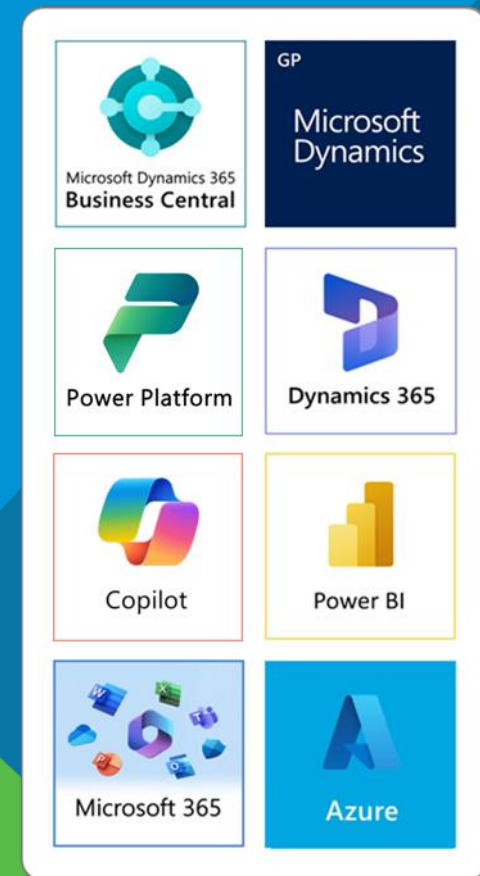 Microsoft Dynamics 365
Business Central
GP
Microsoft
Dynamics
Power Platform
Dynamics 365
Copilot
Power BI
W
X
T
P
O
Microsoft 365
Azure